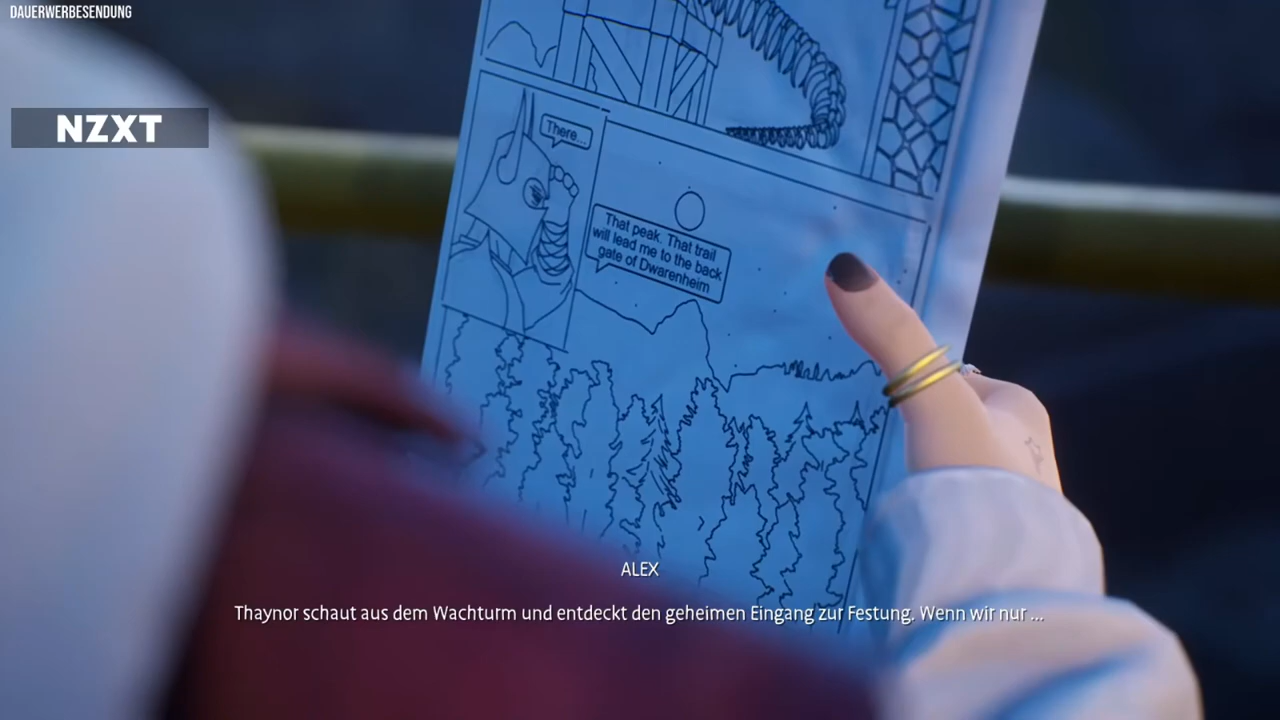 DAUERWERBESENDUNG
NZXT
There...
That peak. That trail
will lead me to the back
gate of Dwarenheim
ALEX
Thaynor schaut aus dem Wachturm und entdeckt den geheimen Eingang zur Festung. Wenn wir nur ...